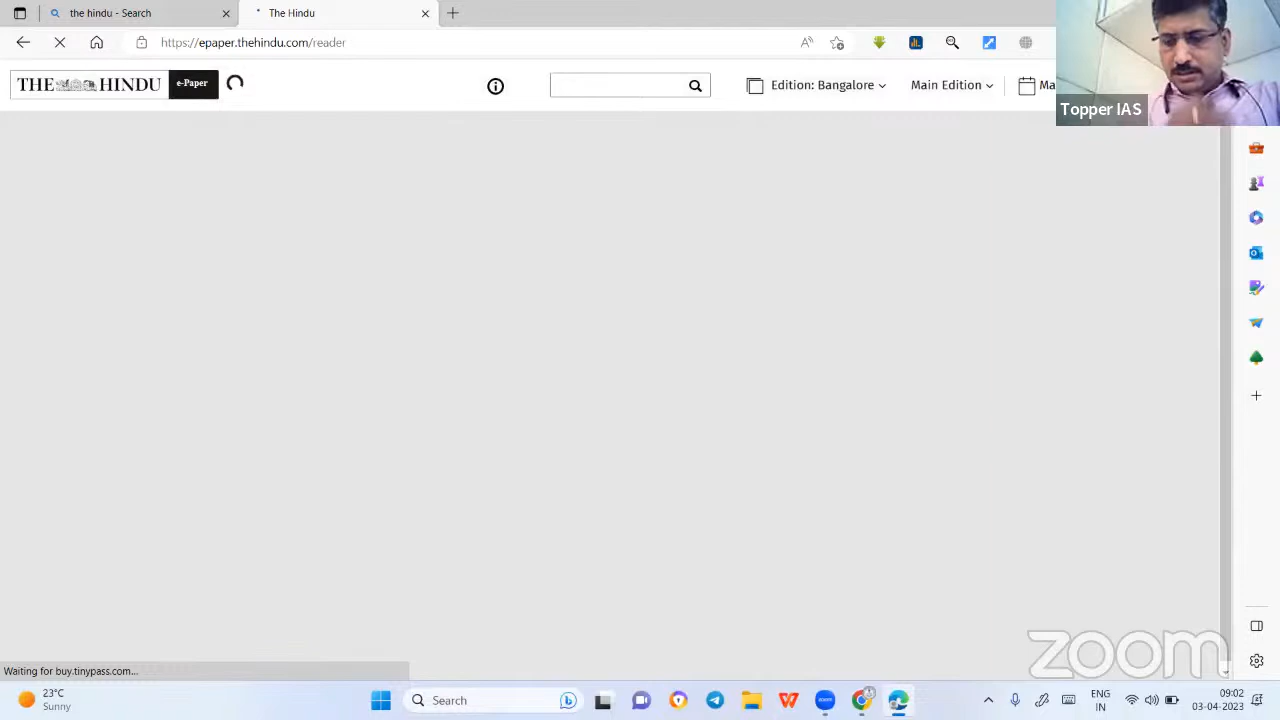 the hindu - Search
The Hindu
https://epaper.thehindu.com/reader
THE HINDU
e-Paper
Edition: Bangalore
Main Edition
Ma
Topper IAS
zoom
Waiting for buy.tinypass.com...
23°C
Sunny
Search
ENG
IN
09:02
03-04-2023